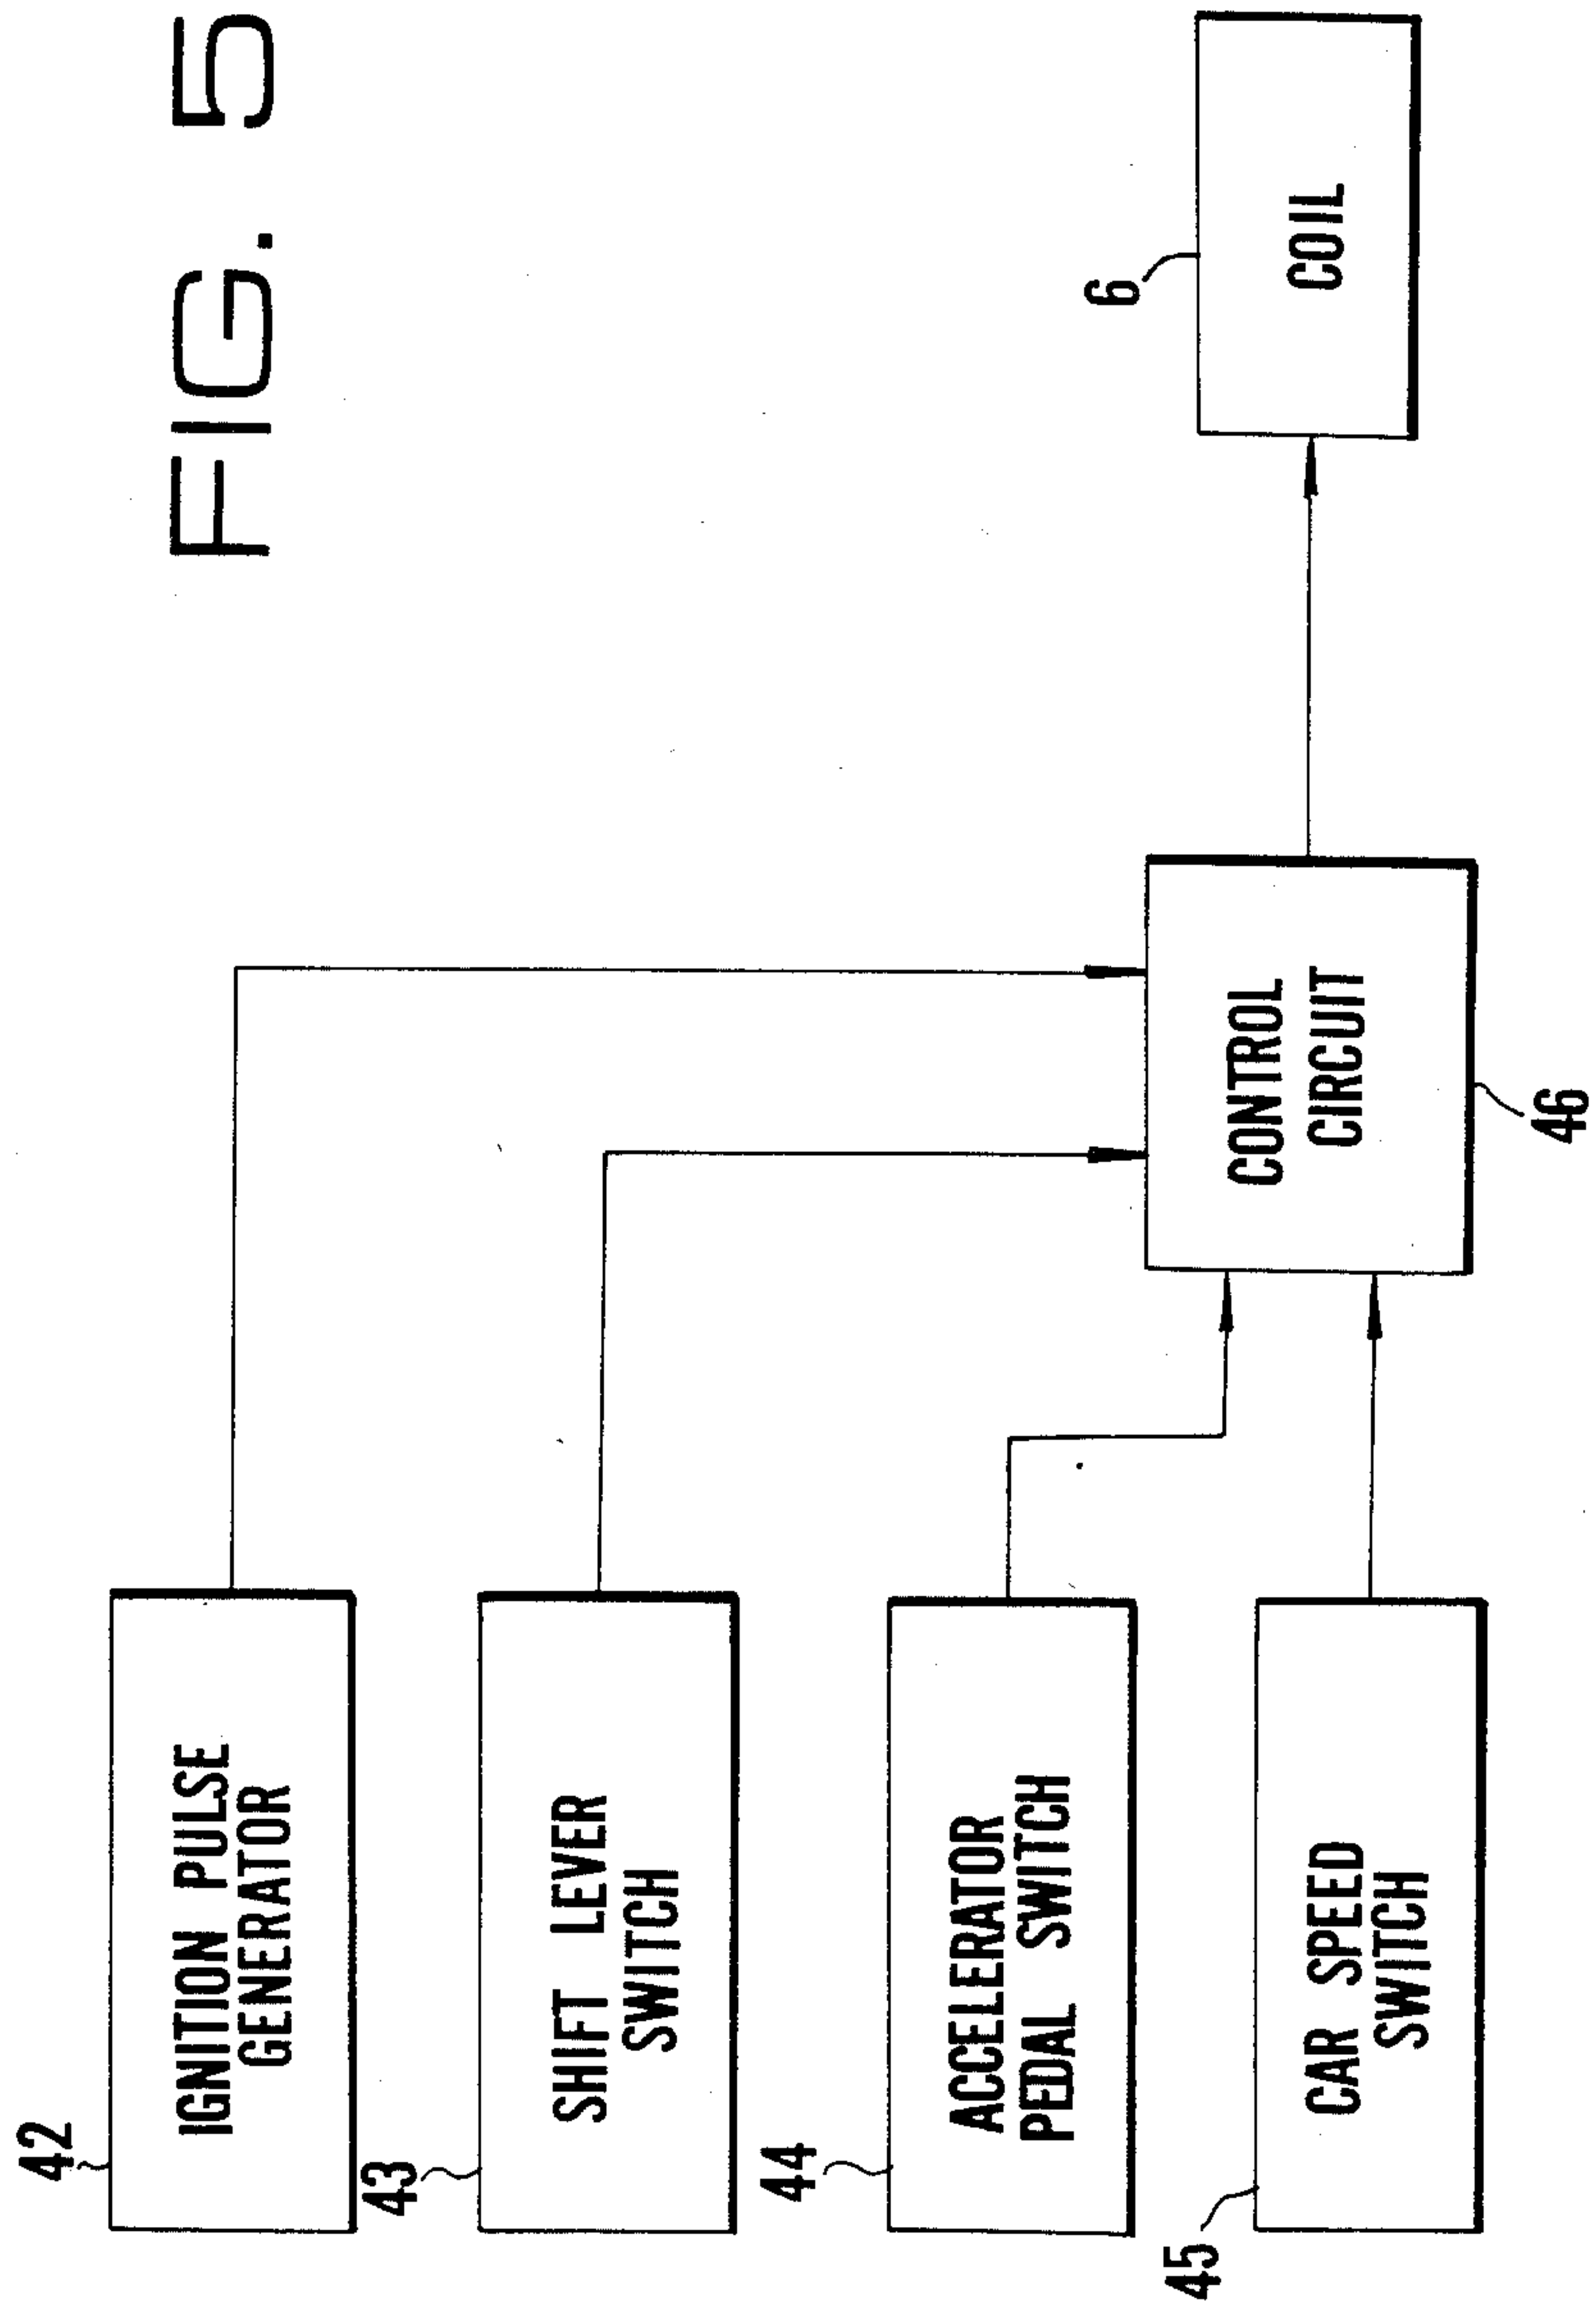 FIG. 5
42
IGNITION PULSE
GENERATOR
43
SHIFT LEVER
SWITCH
44
ACCELERATOR
PEDAL SWITCH
45
CAR SPEED
SWITCH
CONTROL
CIRCUIT
46
6
COIL